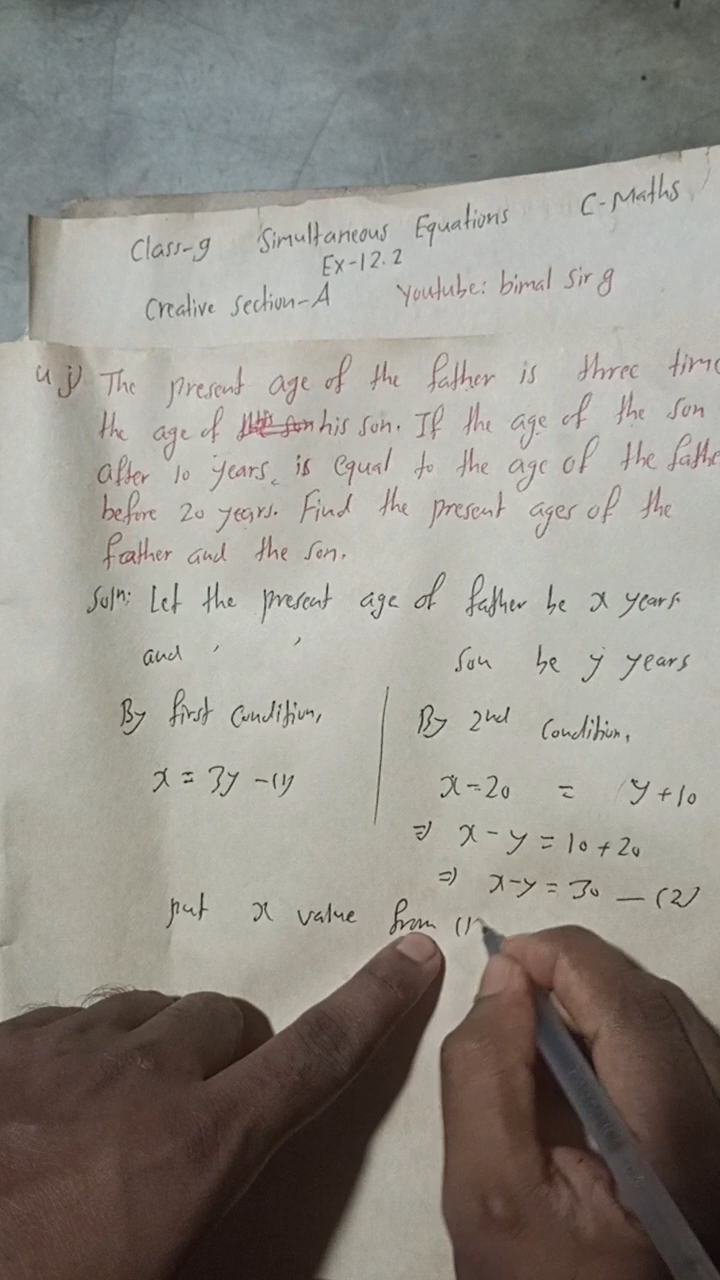 Class-9 Simultaneous Equations C-Maths
Ex-12.2
Creative Section-A Youtube: bimal Sir g
4 j) The present age of the father is three time
the age of his son. If the age of the son
after 10 years, is equal to the age of the fathe
before 20 years. Find the present ages of the
father and the son.
Soln: Let the present age of father be x years
and ' ' son be y years
By first Condition,
x = 3y -(1)
By 2nd Condition,
x-20 = y+10
=> x-y = 10+20
=> x-y = 30 -(2)
put x value from (1)